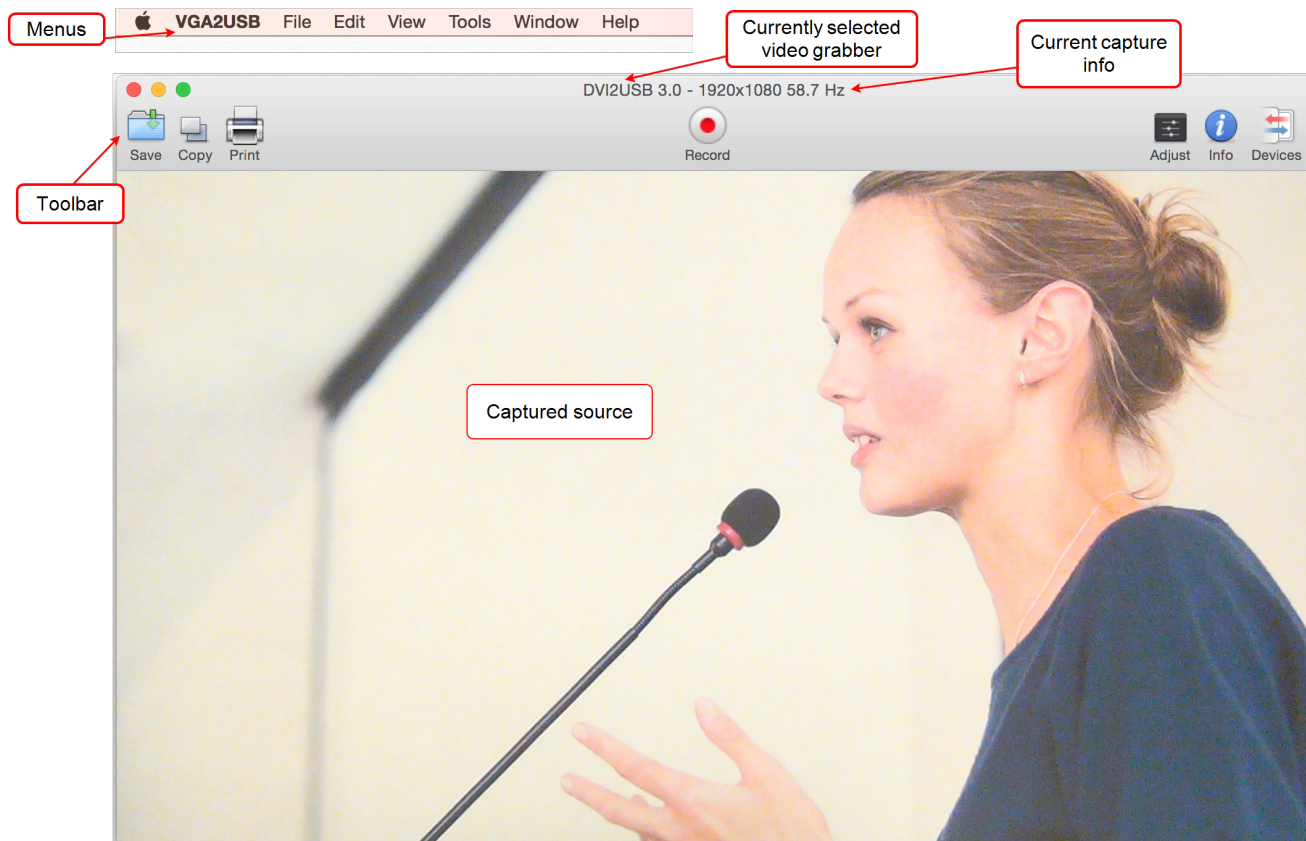 Menus
VGA2USB File Edit View Tools Window Help
Currently selected
video grabber
Current capture
info
DVI2USB 3.0 - 1920x1080 58.7 Hz
Save Copy Print
Record
Adjust Info Devices
Toolbar
Captured source